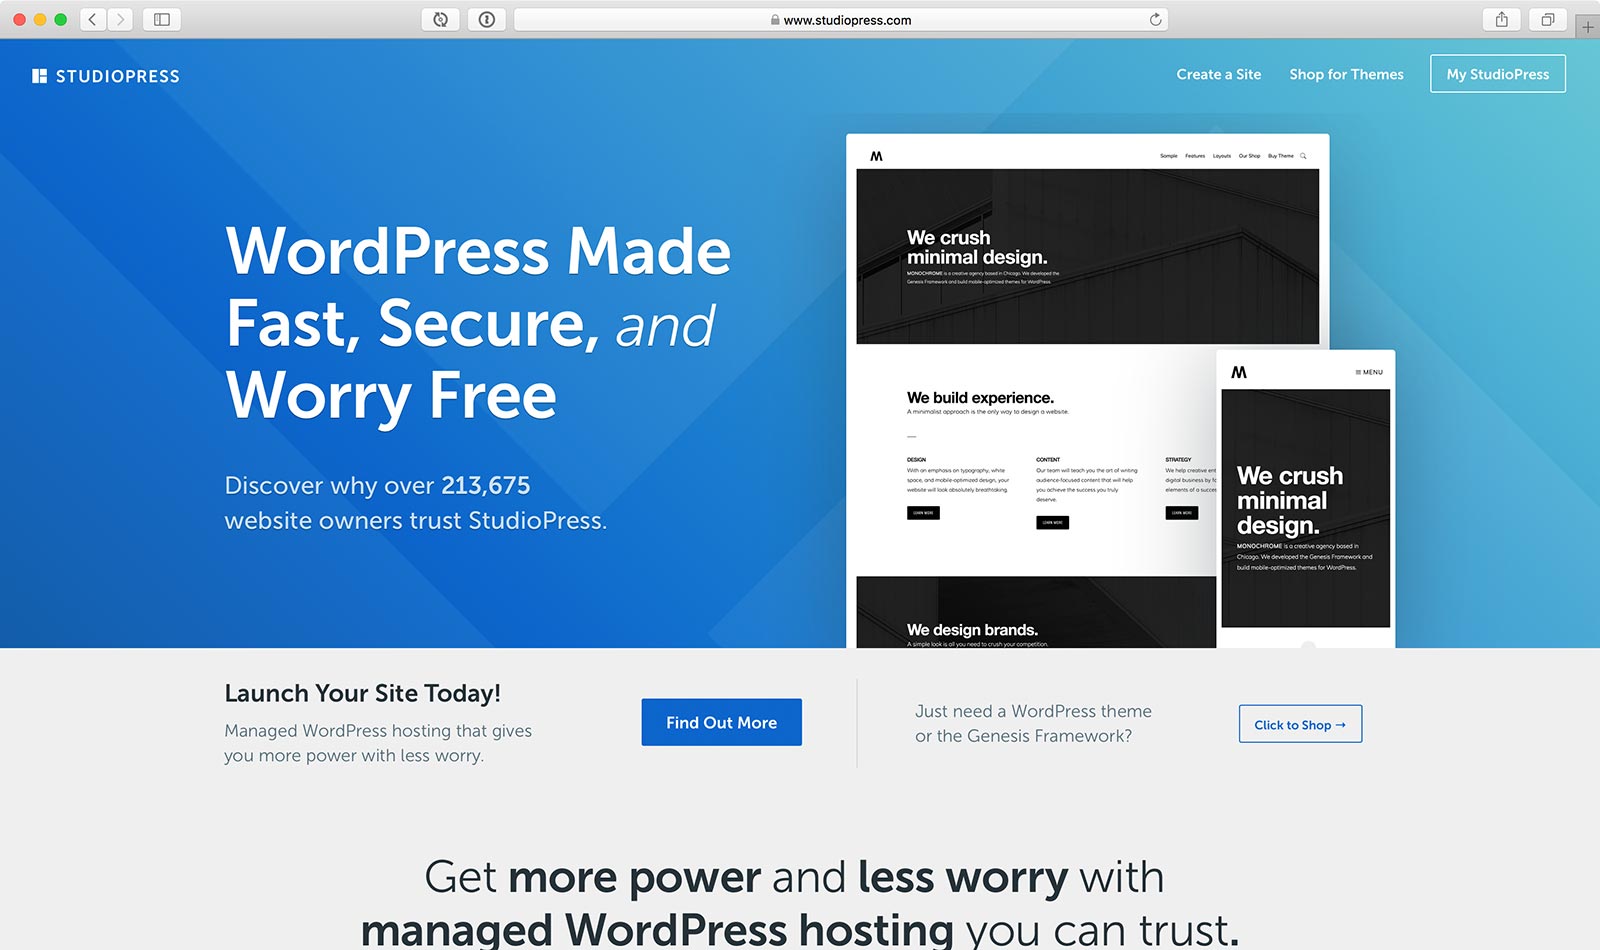 www.studiopress.com
STUDIOPRESS
Create a Site
Shop for Themes
My StudioPress
WordPress Made
Fast, Secure, and
Worry Free
Discover why over 213,675
website owners trust StudioPress.
M
Sample Features Layouts Our Shop Buy Theme
We crush
minimal design.
MONOCHROME is a creative agency based in Chicago. We developed the
Genesis Framework and build mobile-optimized themes for WordPress.
We build experience.
A minimalist approach is the only way to design a website.
DESIGN
With an emphasis on typography, white
space, and mobile-optimized design, your
website will look absolutely breathtaking.
LEARN MORE
CONTENT
Our team will teach you the art of writing
audience-focused content that will help
you achieve the success you truly
deserve.
LEARN MORE
STRATEGY
We help creative
digital business by
elements of a
LEARN MORE
We design brands.
A simple look is all you need to crush your competition.
M
MENU
We crush
minimal
design.
MONOCHROME is a creative agency based in
Chicago. We developed the Genesis Framework and
build mobile-optimized themes for WordPress.
Launch Your Site Today!
Managed WordPress hosting that gives
you more power with less worry.
Find Out More
Just need a WordPress theme
or the Genesis Framework?
Click to Shop →
Get more power and less worry with
managed WordPress hosting you can trust.